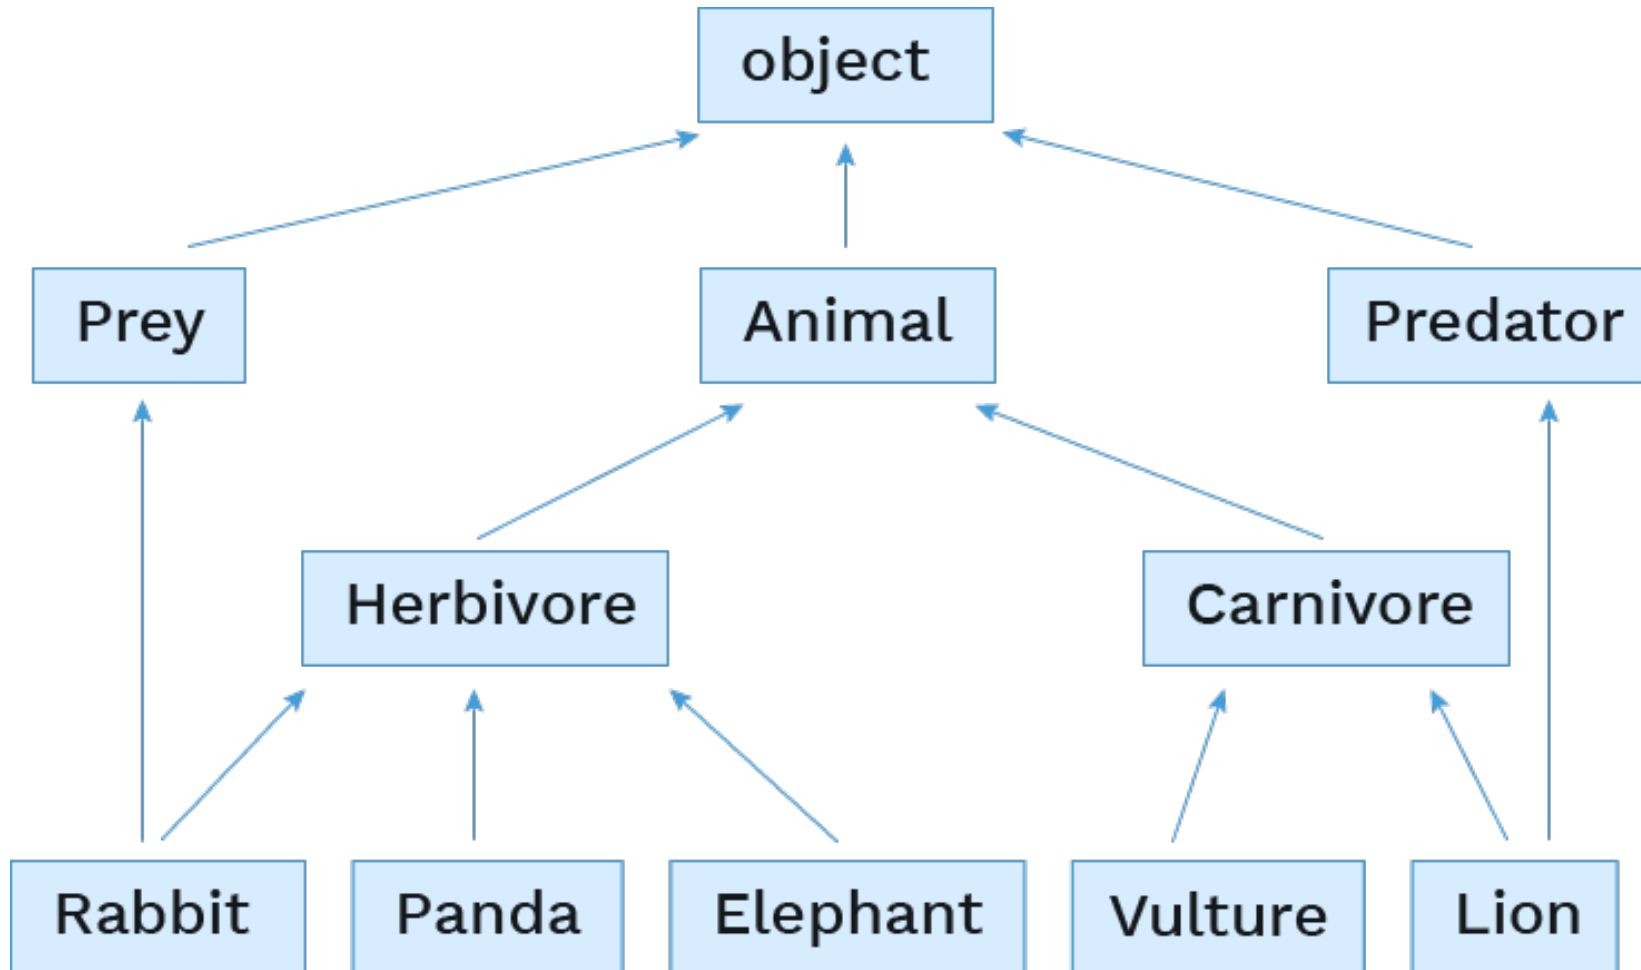 object
Prey
Animal
Predator
Herbivore
Carnivore
Rabbit
Panda
Elephant
Vulture
Lion